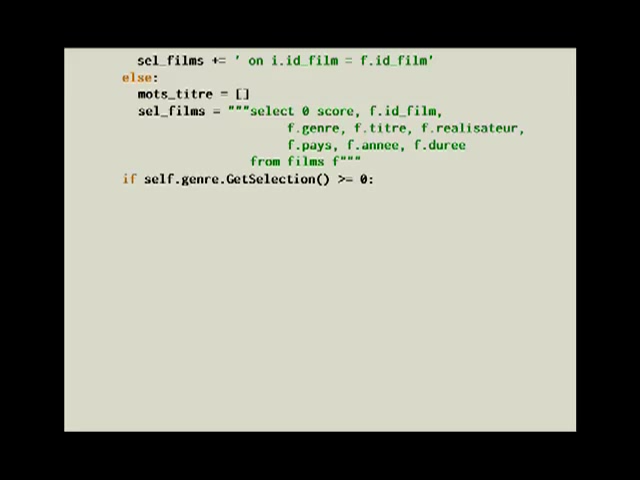 sel_films += ' on i.id_film = f.id_film'
else:
mots_titre = []
sel_films = """select 0 score, f.id_film,
f.genre, f.titre, f.realisateur,
f.pays, f.annee, f.duree
from films f"""
if self.genre.GetSelection() >= 0: